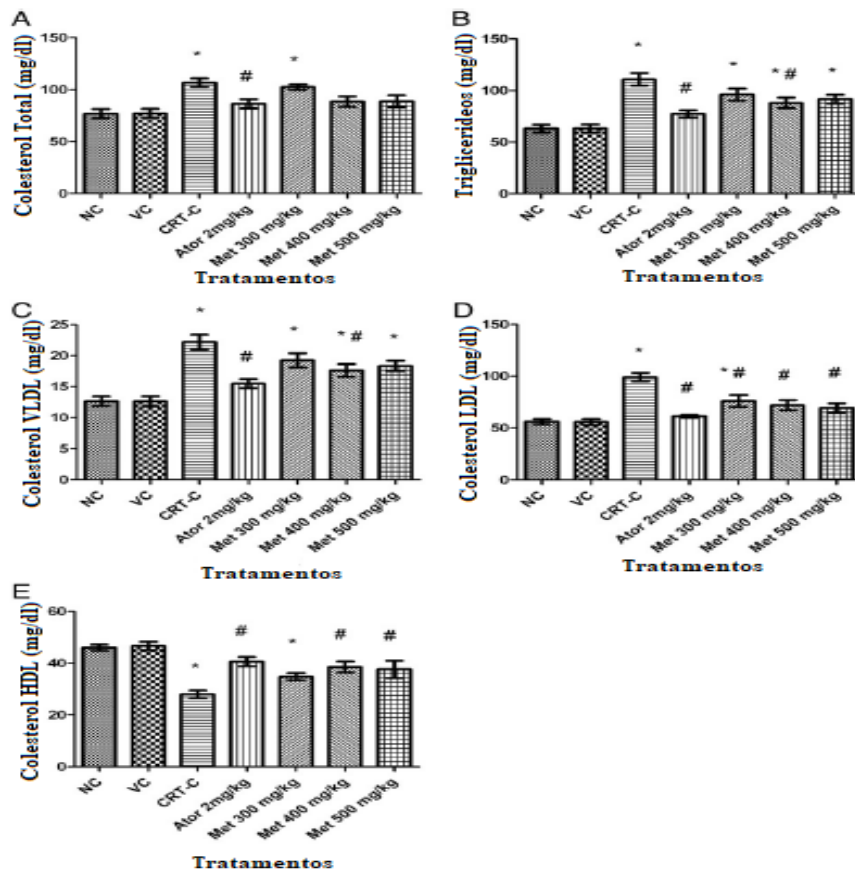 A
Colesterol Total (mg/dl)
150
100
50
0
*
#
*
NC
VC
CRT-C
Ator 2mg/kg
Met 300 mg/kg
Met 400 mg/kg
Met 500 mg/kg
Tratamentos
B
Triglicerideos (mg/dl)
150
100
50
0
*
#
*
* #
*
NC
VC
CRT-C
Ator 2mg/kg
Met 300 mg/kg
Met 400 mg/kg
Met 500 mg/kg
Tratamentos
C
Colesterol VLDL (mg/dl)
25
20
15
10
5
0
*
#
*
* #
*
NC
VC
CRT-C
Ator 2mg/kg
Met 300 mg/kg
Met 400 mg/kg
Met 500 mg/kg
Tratamentos
D
Colesterol LDL (mg/dl)
150
100
50
0
*
#
* #
#
#
NC
VC
CRT-C
Ator 2mg/kg
Met 300 mg/kg
Met 400 mg/kg
Met 500 mg/kg
Tratamentos
E
Colesterol HDL (mg/dl)
60
40
20
0
*
#
*
#
#
NC
VC
CRT-C
Ator 2mg/kg
Met 300 mg/kg
Met 400 mg/kg
Met 500 mg/kg
Tratamentos